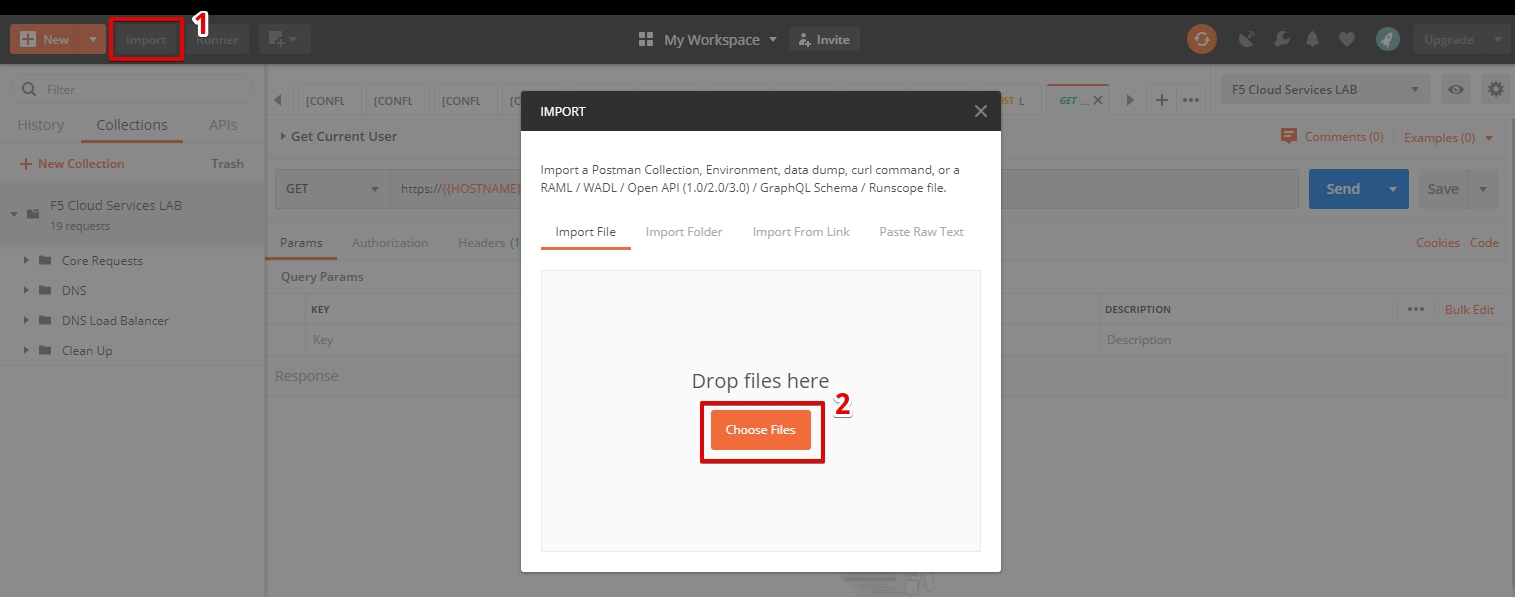 New
Import
1
Runner
My Workspace
Invite
Upgrade
Filter
History
Collections
APIs
New Collection
Trash
F5 Cloud Services LAB
19 requests
Core Requests
DNS
DNS Load Balancer
Clean Up
[CONFL
[CONFL
[CONFL
GET ...
F5 Cloud Services LAB
Get Current User
Comments (0)
Examples (0)
GET
https://{{HOSTNAME}
Send
Save
Params
Authorization
Headers (1
Cookies
Code
Query Params
KEY
DESCRIPTION
Bulk Edit
Key
Description
Response
IMPORT
Import a Postman Collection, Environment, data dump, curl command, or a
RAML / WADL / Open API (1.0/2.0/3.0) / GraphQL Schema / Runscope file.
Import File
Import Folder
Import From Link
Paste Raw Text
Drop files here
Choose Files
2